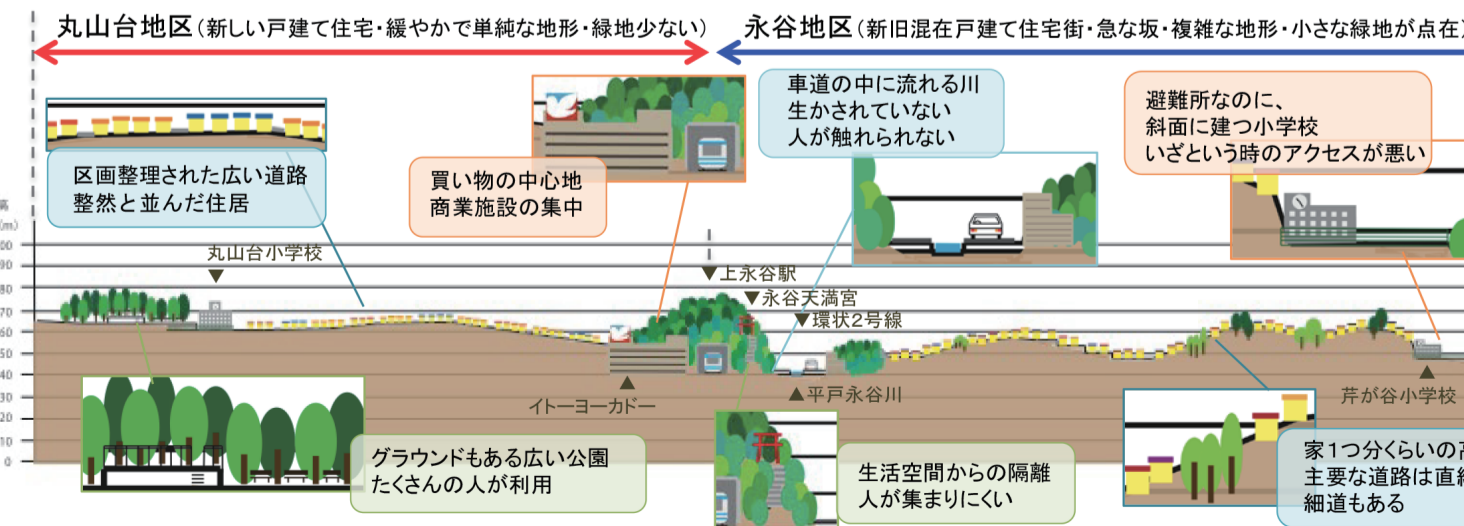 丸山台地区(新しい戸建て住宅・緩やかで単純な地形・緑地少ない)
永谷地区(新旧混在戸建て住宅街・急な坂・複雑な地形・小さな緑地が点在)
区画整理された広い道路
整然と並んだ住居
買い物の中心地
商業施設の集中
車道の中に流れる川
生かされていない
人が触れられない
避難所なのに、
斜面に建つ小学校
いざという時のアクセスが悪い
(m)
00
90
80
70
60
50
40
30
20
10
0
丸山台小学校
▼
▼上永谷駅
▼永谷天満宮
▼環状2号線
▲
イトーヨーカドー
▲平戸永谷川
▲
芹が谷小学校
グラウンドもある広い公園
たくさんの人が利用
生活空間からの隔離
人が集まりにくい
家1つ分くらいの
主要な道路は直
細道もある